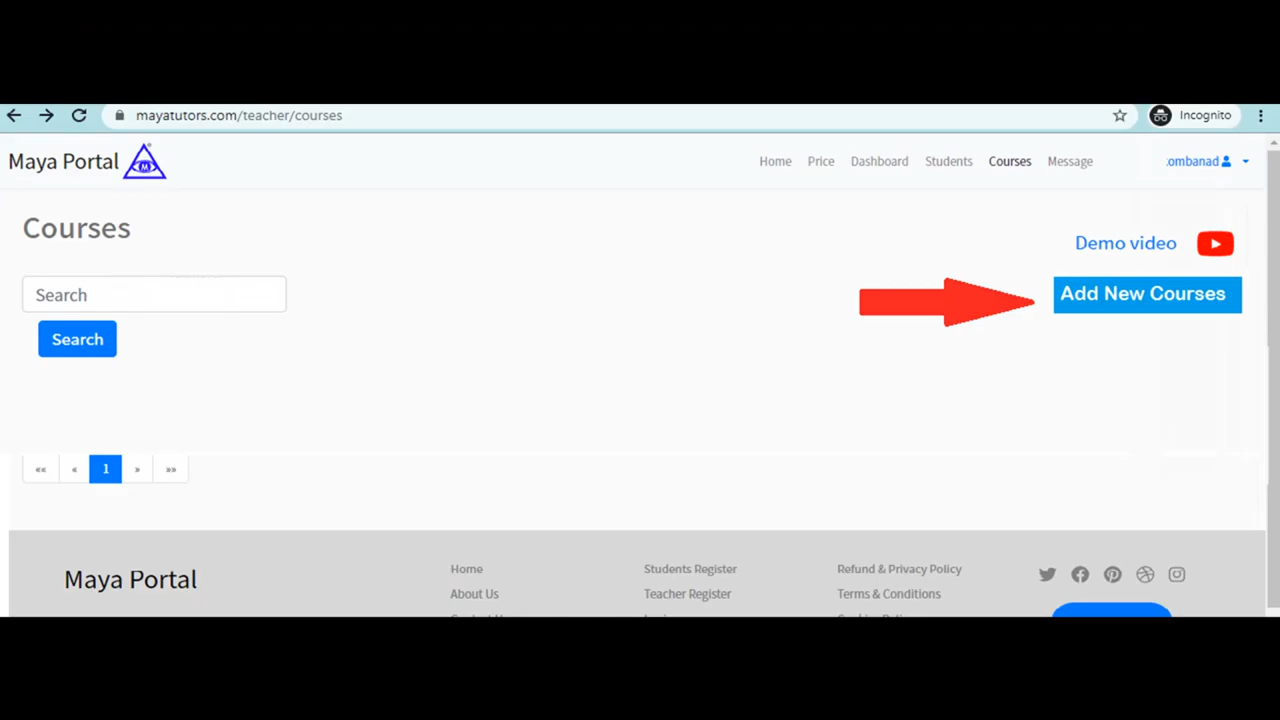 mayatutors.com/teacher/courses
Incognito
Maya Portal
M
Home Price Dashboard Students Courses Message
ombanad
Courses
Demo video
Search
Add New Courses
Search
«« « 1 » »»
Maya Portal
Home
About Us
Students Register
Teacher Register
Refund & Privacy Policy
Terms & Conditions